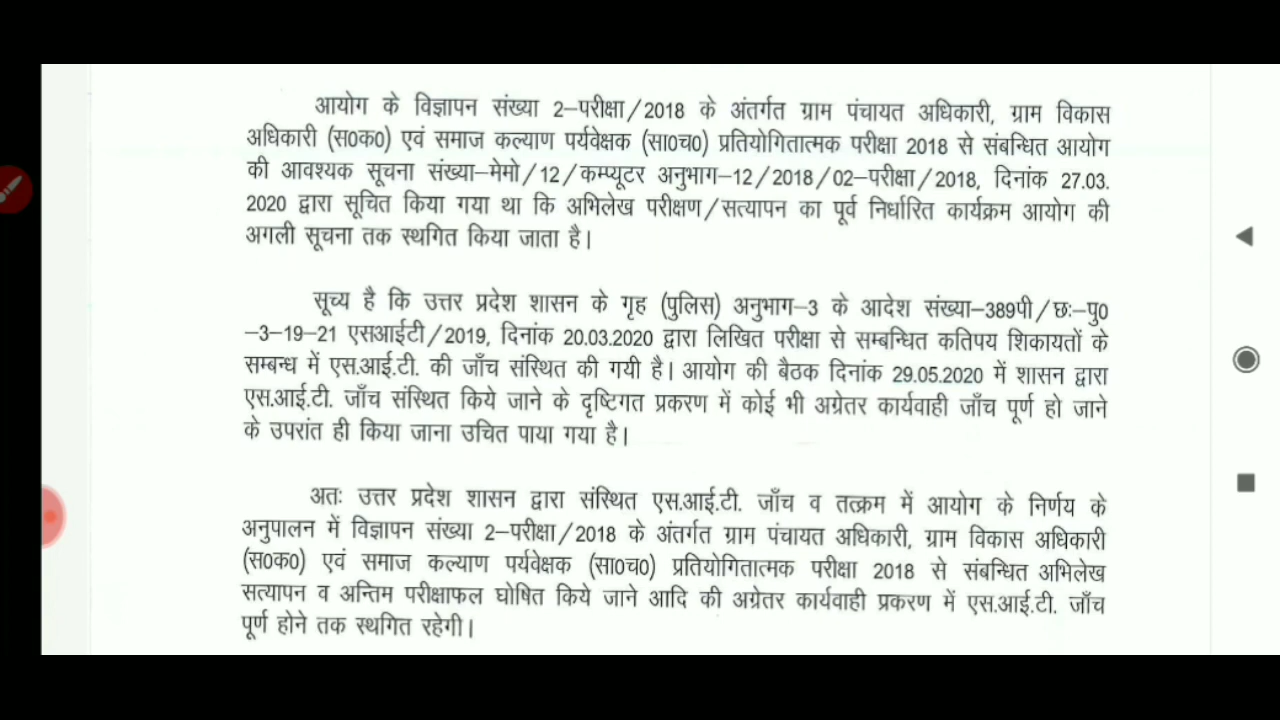 आयोग के विज्ञापन संख्या 2–परीक्षा/2018 के अंतर्गत ग्राम पंचायत अधिकारी, ग्राम विकास
अधिकारी (स0क0) एवं समाज कल्याण पर्यवेक्षक (सा0च0) प्रतियोगितात्मक परीक्षा 2018 से संबन्धित आयोग
की आवश्यक सूचना संख्या–मेमो/12/कम्प्यूटर अनुभाग–12/2018/02–परीक्षा/2018, दिनांक 27.03.
2020 द्वारा सूचित किया गया था कि अभिलेख परीक्षण/सत्यापन का पूर्व निर्धारित कार्यक्रम आयोग की
अगली सूचना तक स्थगित किया जाता है।
सूच्य है कि उत्तर प्रदेश शासन के गृह (पुलिस) अनुभाग–3 के आदेश संख्या–389पी/छः–पु0
–3–19–21 एसआईटी/2019, दिनांक 20.03.2020 द्वारा लिखित परीक्षा से सम्बन्धित कतिपय शिकायतों के
सम्बन्ध में एस.आई.टी. की जाँच संस्थित की गयी है। आयोग की बैठक दिनांक 29.05.2020 में शासन द्वारा
एस.आई.टी. जाँच संस्थित किये जाने के दृष्टिगत प्रकरण में कोई भी अग्रेतर कार्यवाही जाँच पूर्ण हो जाने
के उपरांत ही किया जाना उचित पाया गया है।
अतः उत्तर प्रदेश शासन द्वारा संस्थित एस.आई.टी. जाँच व तत्क्रम में आयोग के निर्णय के
अनुपालन में विज्ञापन संख्या 2–परीक्षा/2018 के अंतर्गत ग्राम पंचायत अधिकारी, ग्राम विकास अधिकारी
(स0क0) एवं समाज कल्याण पर्यवेक्षक (सा0च0) प्रतियोगितात्मक परीक्षा 2018 से संबन्धित अभिलेख
सत्यापन व अन्तिम परीक्षाफल घोषित किये जाने आदि की अग्रेतर कार्यवाही प्रकरण में एस.आई.टी. जाँच
पूर्ण होने तक स्थगित रहेगी।